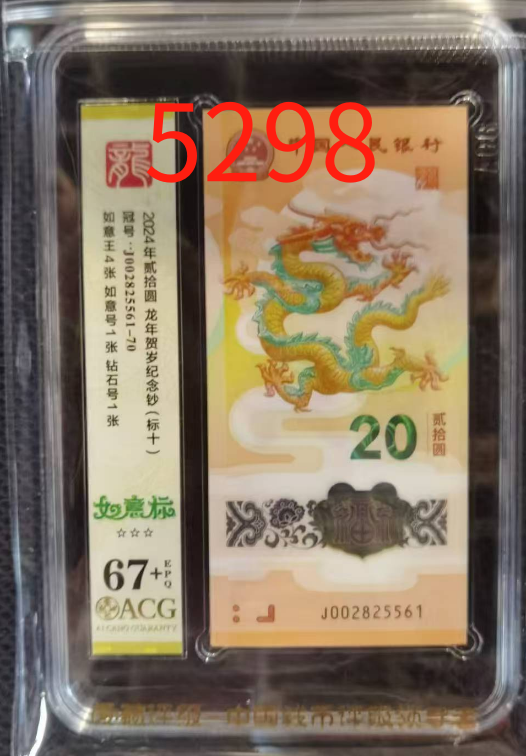 5298
龍
2024年贰拾圆 龙年贺岁纪念钞(标十)
冠号:J002825561-70
如意王4张 如意号1张 钻石号1张
如意标
☆☆☆
67+
EPQ
ACG
中国人民银行
20
贰拾圆
J002825561